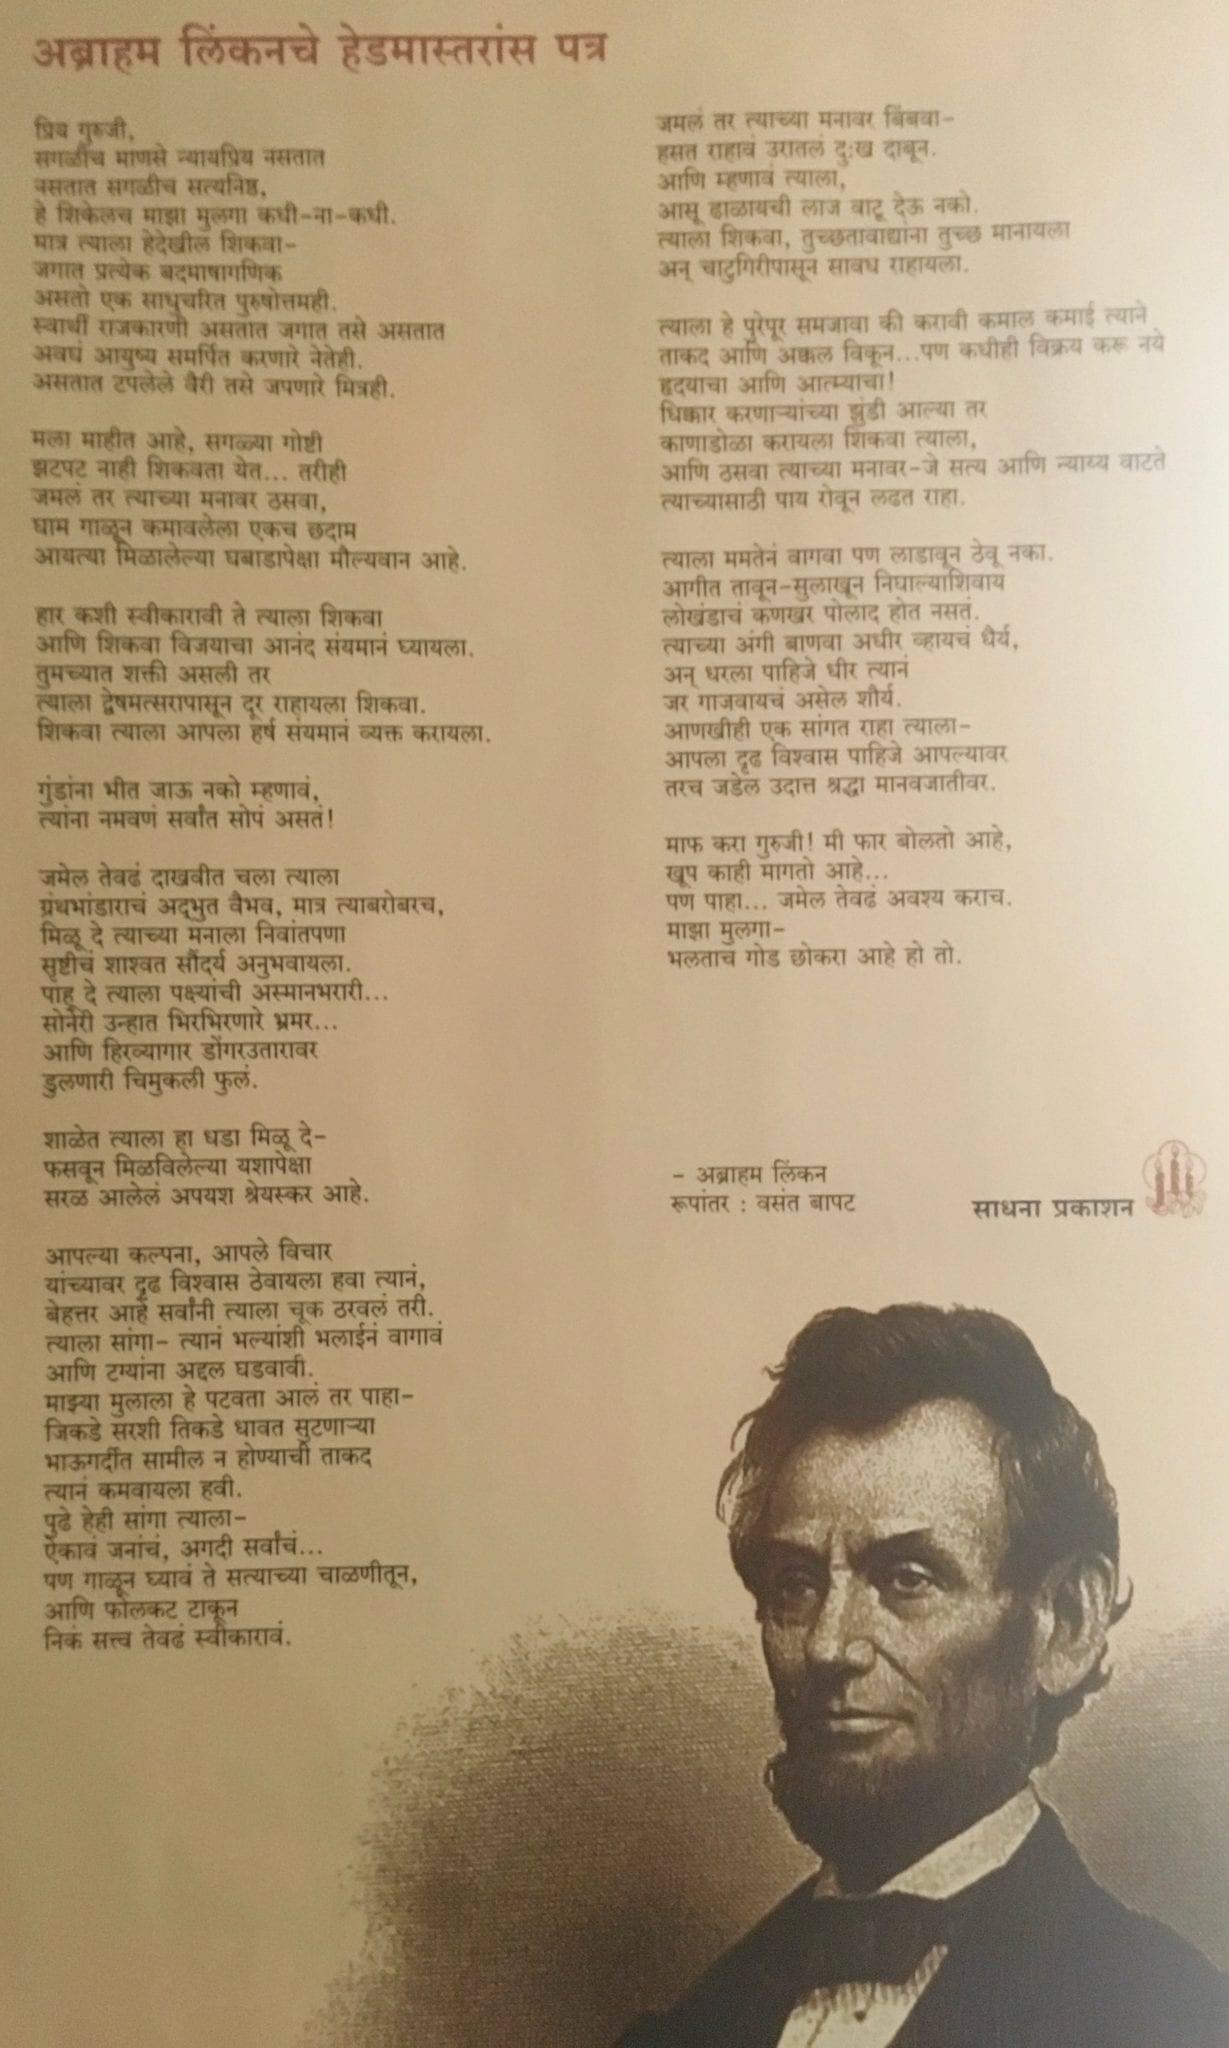 अब्राहम लिंकनचे हेडमास्तरांस पत्र
प्रिय गुरुजी,
सगळीच माणसे न्यायप्रिय नसतात
नसतात सगळीच सत्यनिष्ठ,
हे शिकेलच माझा मुलगा कधी-ना-कधी.
मात्र त्याला हेदेखील शिकवा-
जगात प्रत्येक बदमाषागणिक
असतो एक साधुचरित पुरुषोत्तमही.
स्वार्थी राजकारणी असतात जगात तसे असतात
अवघं आयुष्य समर्पित करणारे नेतेही.
असतात टपलेले वैरी तसे जपणारे मित्रही.
मला माहीत आहे, सगळ्या गोष्टी
झटपट नाही शिकवता येत... तरीही
जमलं तर त्याच्या मनावर ठसवा,
घाम गाळून कमावलेला एकच छदाम
आयत्या मिळालेल्या घबाडापेक्षा मौल्यवान आहे.
हार कशी स्वीकारावी ते त्याला शिकवा
आणि शिकवा विजयाचा आनंद संयमानं घ्यायला.
तुमच्यात शक्ती असली तर
त्याला द्वेषमत्सरापासून दूर राहायला शिकवा.
शिकवा त्याला आपला हर्ष संयमानं व्यक्त करायला.
गुंडांना भीत जाऊ नको म्हणावं,
त्यांना नमवणं सर्वांत सोपं असतं!
जमेल तेवढं दाखवीत चला त्याला
ग्रंथभांडाराचं अद्‌भुत वैभव, मात्र त्याबरोबरच,
मिळू दे त्याच्या मनाला निवांतपणा
सृष्टीचं शाश्वत सौंदर्य अनुभवायला.
पाहू दे त्याला पक्ष्यांची अस्मानभरारी...
सोनेरी उन्हात भिरभिरणारे भ्रमर...
आणि हिरव्यागार डोंगरउतारावर
डुलणारी चिमुकली फुलं.
शाळेत त्याला हा धडा मिळू दे-
फसवून मिळविलेल्या यशापेक्षा
सरळ आलेलं अपयश श्रेयस्कर आहे.
आपल्या कल्पना, आपले विचार
यांच्यावर दृढ विश्वास ठेवायला हवा त्यानं,
बेहत्तर आहे सर्वांनी त्याला चूक ठरवलं तरी.
त्याला सांगा- त्यानं भल्यांशी भलाईनं वागावं
आणि टग्यांना अद्दल घडवावी.
माझ्या मुलाला हे पटवता आलं तर पाहा-
जिकडे सरशी तिकडे धावत सुटणाऱ्या
भाऊगर्दीत सामील न होण्याची ताकद
त्यानं कमवायला हवी.
पुढे हेही सांगा त्याला-
ऐकावं जनांचं, अगदी सर्वांचं...
पण गाळून घ्यावं ते सत्याच्या चाळणीतून,
आणि फोलकट टाकून
निकं सत्त्व तेवढं स्वीकारावं.
जमलं तर त्याच्या मनावर बिंबवा-
हसत राहावं उरातलं दुःख दाबून.
आणि म्हणावं त्याला,
आसू ढाळायची लाज वाटू देऊ नको.
त्याला शिकवा, तुच्छतावाद्यांना तुच्छ मानायला
अन् चाटुगिरीपासून सावध राहायला.
त्याला हे पुरेपूर समजावा की करावी कमाल कमाई त्याने
ताकद आणि अक्कल विकून...पण कधीही विक्रय करू नये
हृदयाचा आणि आत्म्याचा!
धिक्कार करणाऱ्यांच्या झुंडी आल्या तर
काणाडोळा करायला शिकवा त्याला,
आणि ठसवा त्याच्या मनावर-जे सत्य आणि न्याय्य वाटते
त्याच्यासाठी पाय रोवून लढत राहा.
त्याला ममतेनं वागवा पण लाडावून ठेवू नका.
आगीत तावून-सुलाखून निघाल्याशिवाय
लोखंडाचं कणखर पोलाद होत नसतं.
त्याच्या अंगी बाणवा अधीर व्हायचं धैर्य,
अन् धरला पाहिजे धीर त्यानं
जर गाजवायचं असेल शौर्य.
आणखीही एक सांगत राहा त्याला-
आपला दृढ विश्वास पाहिजे आपल्यावर
तरच जडेल उदात्त श्रद्धा मानवजातीवर.
माफ करा गुरुजी! मी फार बोलतो आहे,
खूप काही मागतो आहे...
पण पाहा... जमेल तेवढं अवश्य कराच.
माझा मुलगा-
भलताच गोड छोकरा आहे हो तो.
- अब्राहम लिंकन
रूपांतर : वसंत बापट
साधना प्रकाशन